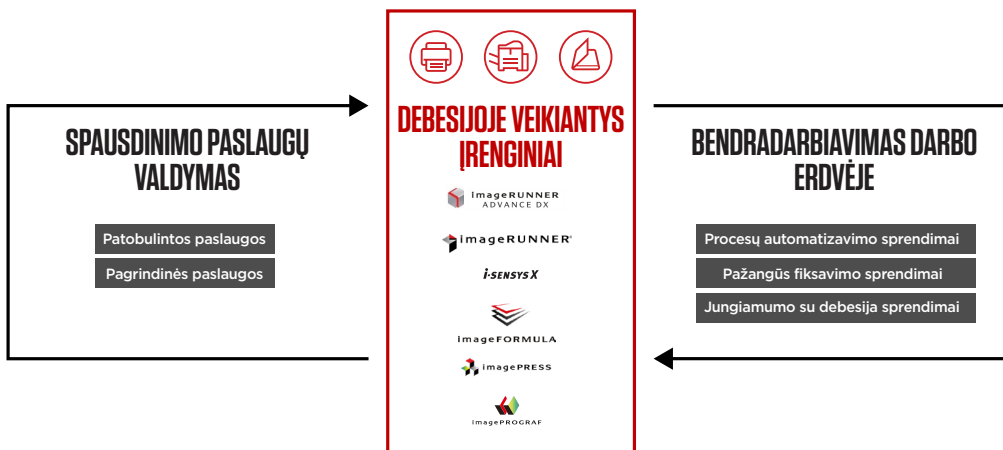 SPAUSDINIMO PASLAUGŲ
VALDYMAS
Patobulintos paslaugos
Pagrindinės paslaugos
DEBESIJOJE VEIKIANTYS
ĮRENGINIAI
imageRUNNER
ADVANCE DX
imageRUNNER
i-SENSYS X
imageFORMULA
imagePRESS
imagePROGRAF
BENDRADARBIAVIMAS DARBO
ERDVĖJE
Procesų automatizavimo sprendimai
Pažangūs fiksavimo sprendimai
Jungiamumo su debesija sprendimai